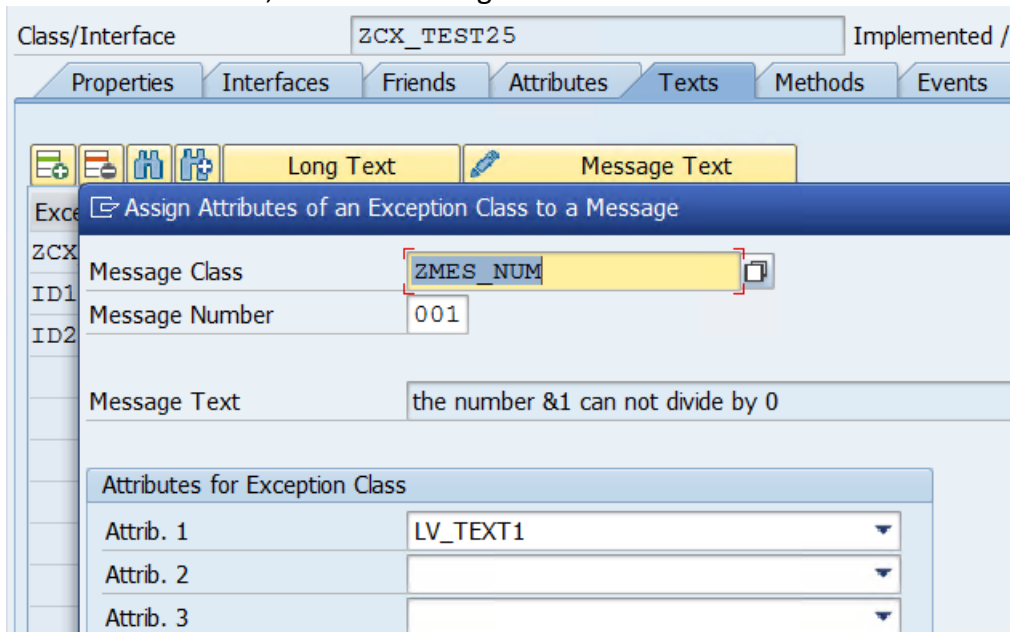 Class/Interface ZCX_TEST25 Implemented /
Properties Interfaces Friends Attributes Texts Methods Events
Long Text Message Text
Exce Assign Attributes of an Exception Class to a Message
ZCX
Message Class ZMES_NUM
ID1
Message Number 001
ID2
Message Text the number &1 can not divide by 0
Attributes for Exception Class
Attrib. 1 LV_TEXT1
Attrib. 2
Attrib. 3